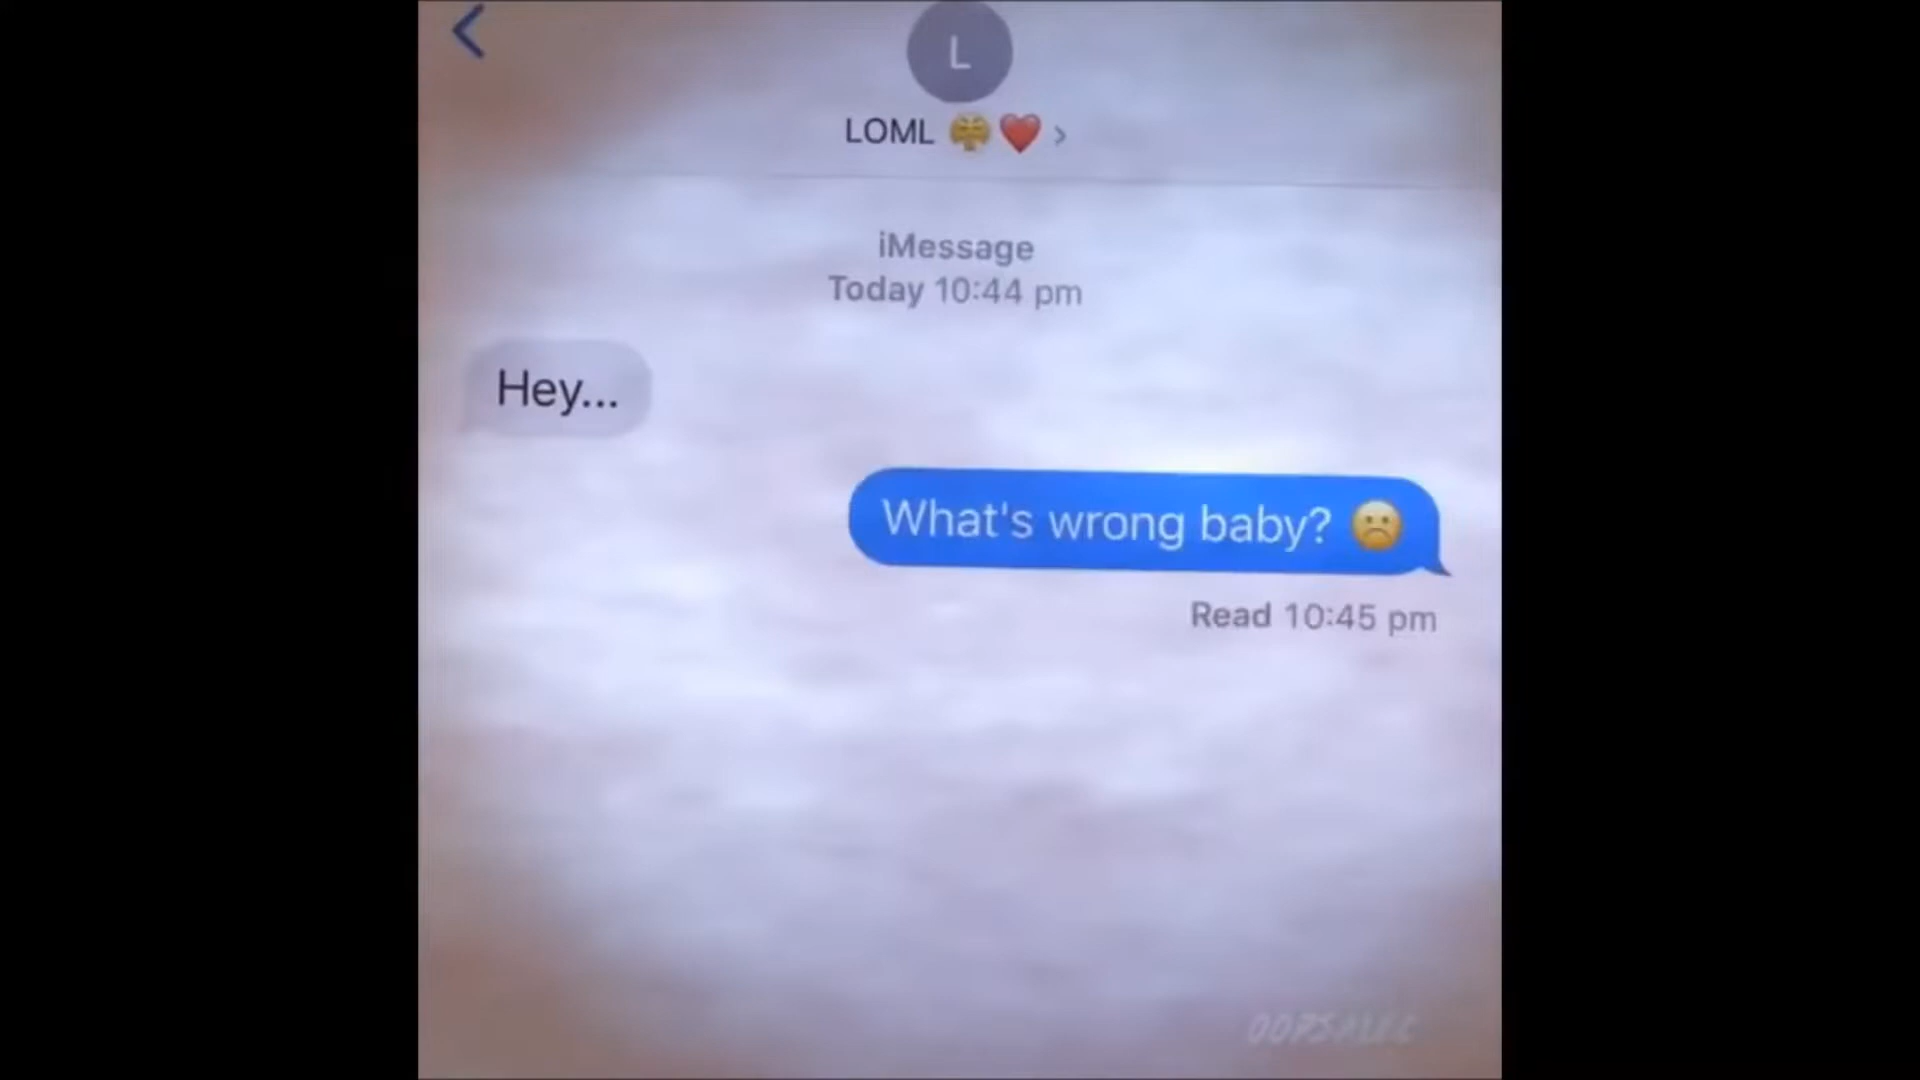 L
LOML 😤❤️ >
iMessage
Today 10:44 pm
Hey...
What's wrong baby? ☹️
Read 10:45 pm